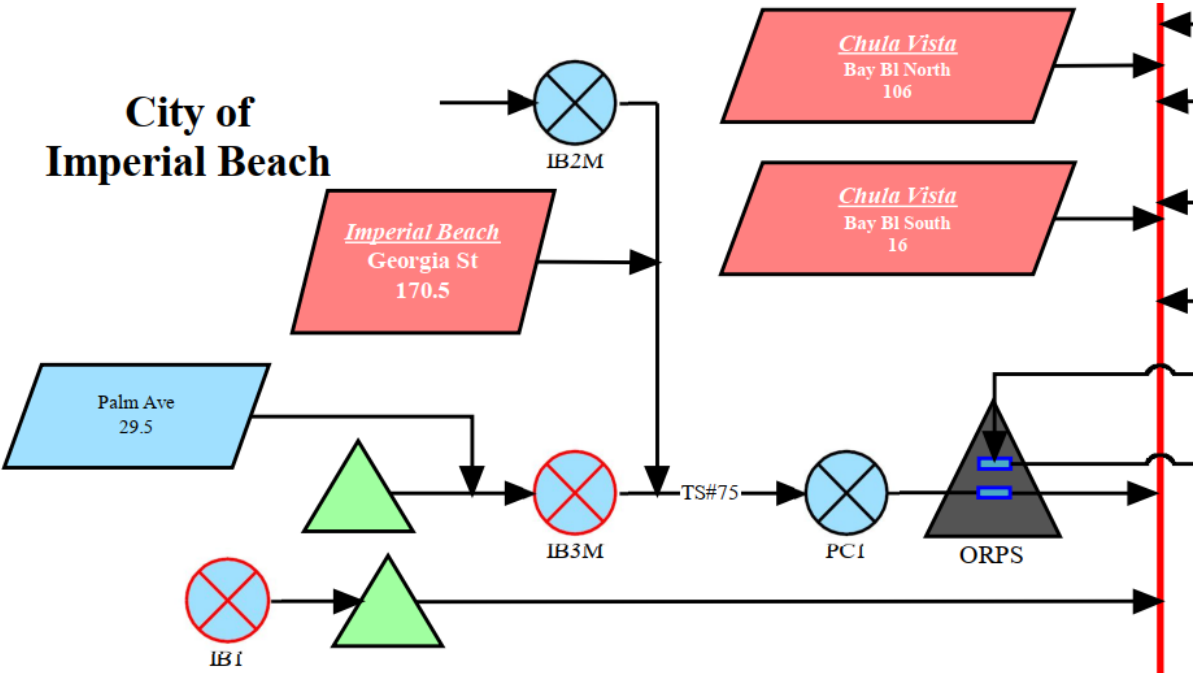 City of
Imperial Beach
IB2M
Chula Vista
Bay Bl North
106
Chula Vista
Bay Bl South
16
Imperial Beach
Georgia St
170.5
Palm Ave
29.5
IB3M
TS#75
PC1
ORPS
IB1